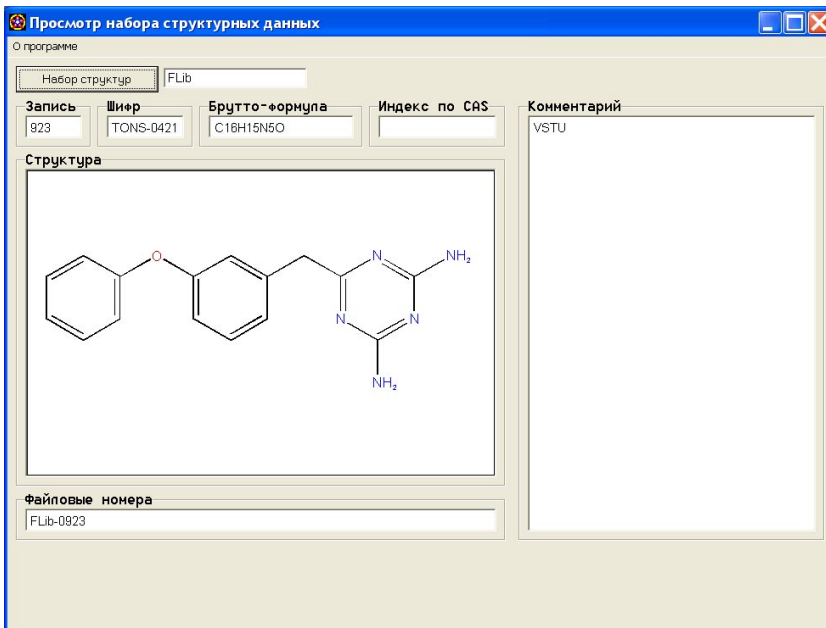 Просмотр набора структурных данных
О программе
Набор структур FLib
Запись Шифр Брутто-формула Индекс по CAS Комментарий
923 TONS-0421 C16H15N5O VSTU
Структура
O N NH₂
N N
NH₂
Файловые номера
FLib-0923